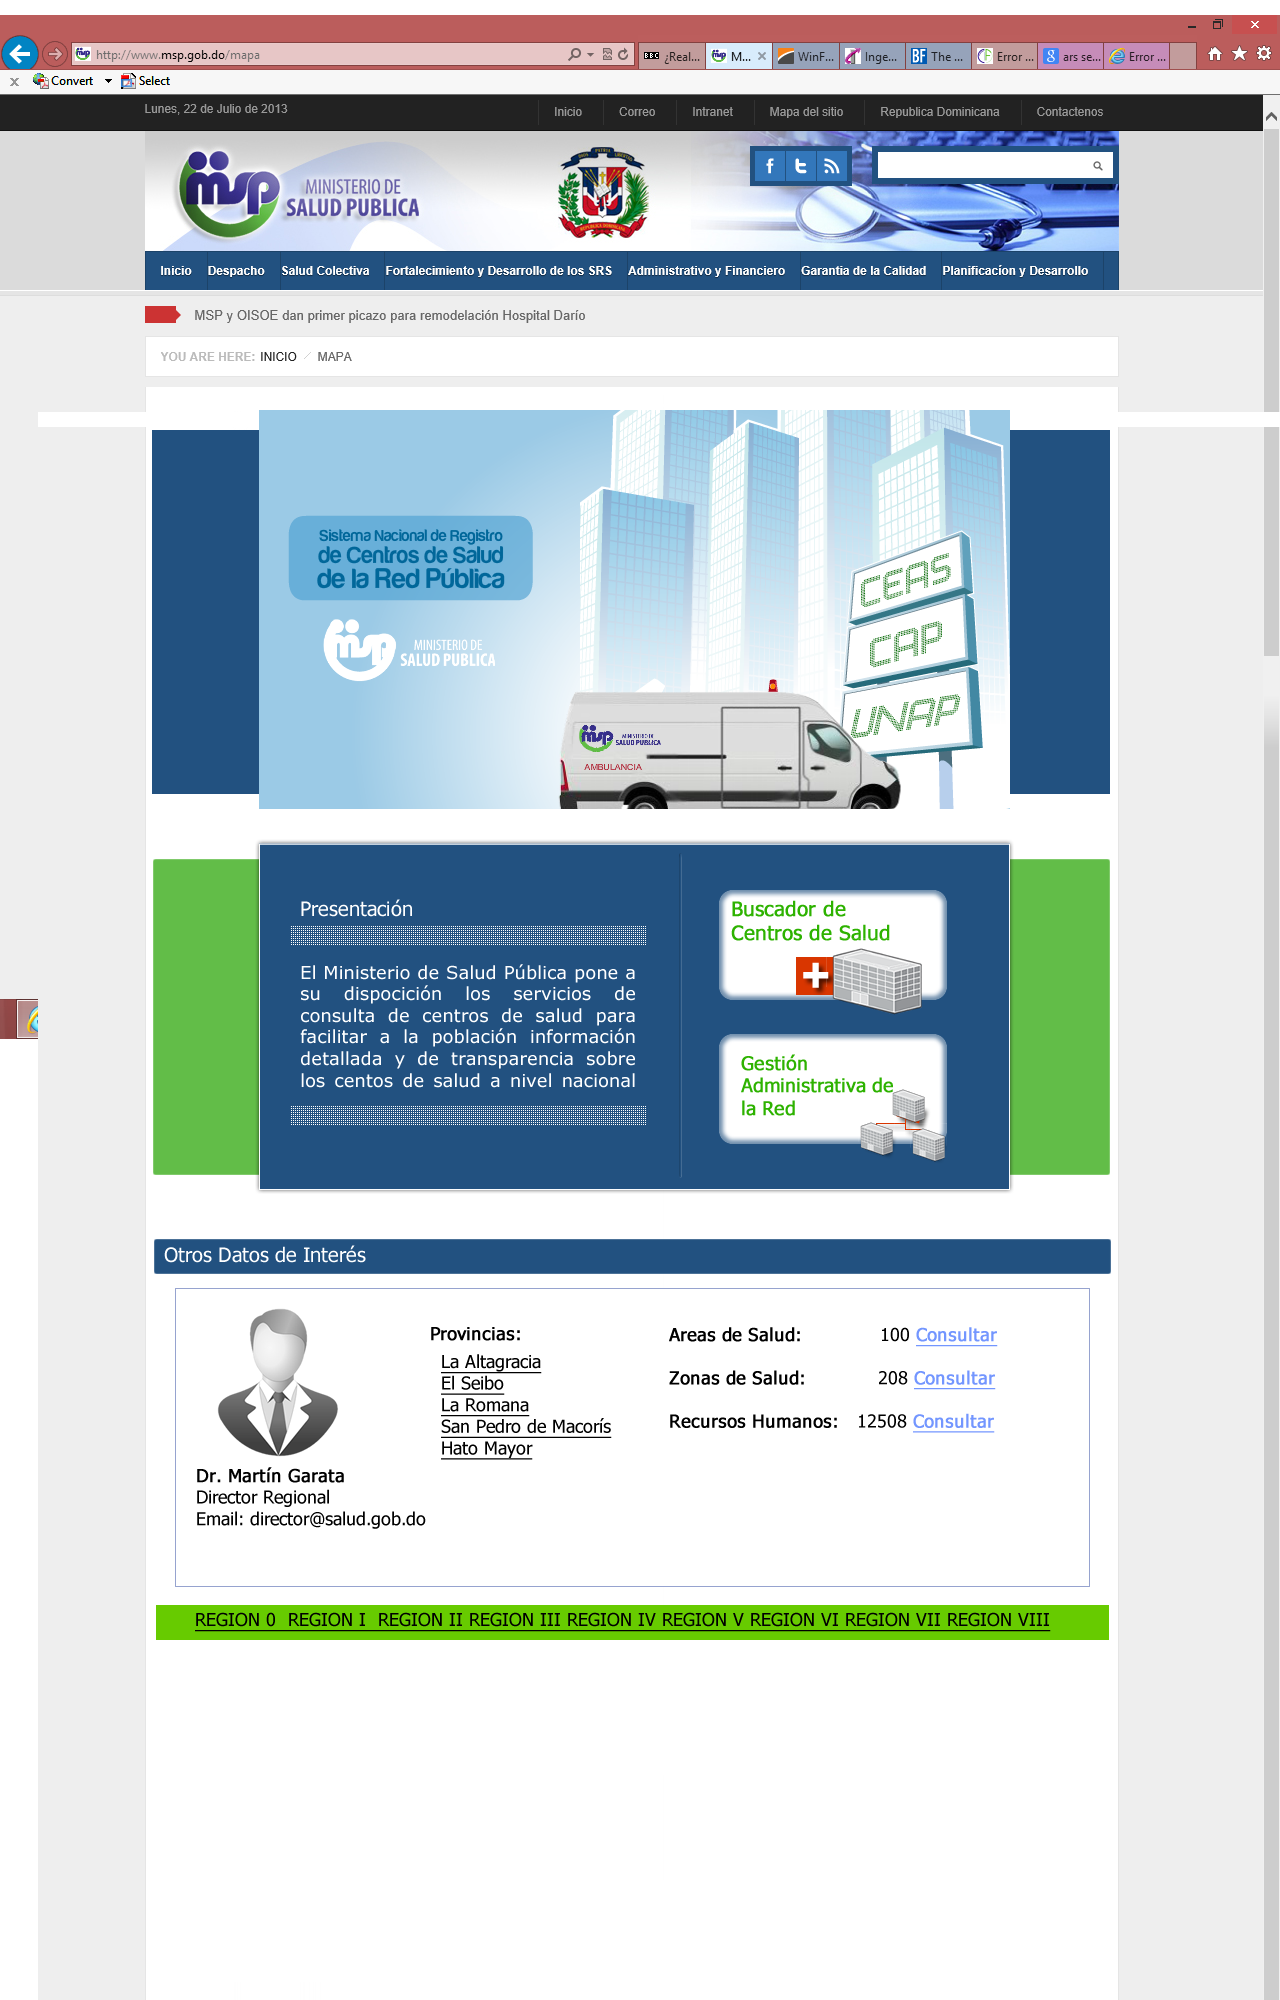 http://www.msp.gob.do/mapa
BBC ¿Real...
M...
WinF...
Inge...
BF The ...
Error ...
8 ars se...
Error ...
x Convert Select
Lunes, 22 de Julio de 2013
Inicio Correo Intranet Mapa del sitio Republica Dominicana Contactenos
msp MINISTERIO DE
SALUD PUBLICA
REPUBLICA DOMINICANA
Inicio Despacho Salud Colectiva Fortalecimiento y Desarrollo de los SRS Administrativo y Financiero Garantia de la Calidad Planificacíon y Desarrollo
MSP y OISOE dan primer picazo para remodelación Hospital Darío
YOU ARE HERE: INICIO / MAPA
Sistema Nacional de Registro
de Centros de Salud
de la Red Pública
msp MINISTERIO DE
SALUD PUBLICA
CEAS
CAP
UNAP
msp MINISTERIO DE
SALUD PUBLICA
AMBULANCIA
Presentación
El Ministerio de Salud Pública pone a
su dispocición los servicios de
consulta de centros de salud para
facilitar a la población información
detallada y de transparencia sobre
los centos de salud a nivel nacional
Buscador de
Centros de Salud
Gestión
Administrativa de
la Red
Otros Datos de Interés
Dr. Martín Garata
Director Regional
Email: director@salud.gob.do
Provincias:
La Altagracia
El Seibo
La Romana
San Pedro de Macorís
Hato Mayor
Areas de Salud: 100 Consultar
Zonas de Salud: 208 Consultar
Recursos Humanos: 12508 Consultar
REGION 0 REGION I REGION II REGION III REGION IV REGION V REGION VI REGION VII REGION VIII